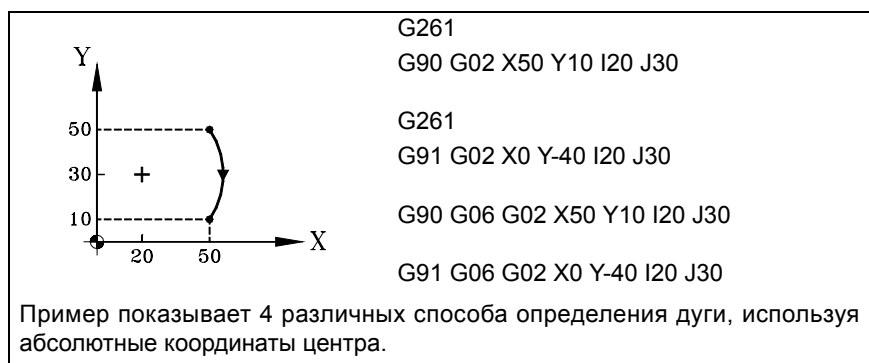 G261
G90 G02 X50 Y10 I20 J30
G261
G91 G02 X0 Y-40 I20 J30
G90 G06 G02 X50 Y10 I20 J30
G91 G06 G02 X0 Y-40 I20 J30
Y
50
30
10
20
50
X
Пример показывает 4 различных способа определения дуги, используя
абсолютные координаты центра.